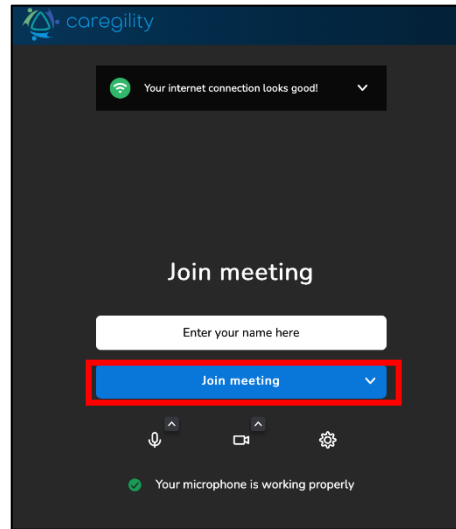 caregility
Your internet connection looks good!
Join meeting
Enter your name here
Join meeting
Your microphone is working properly